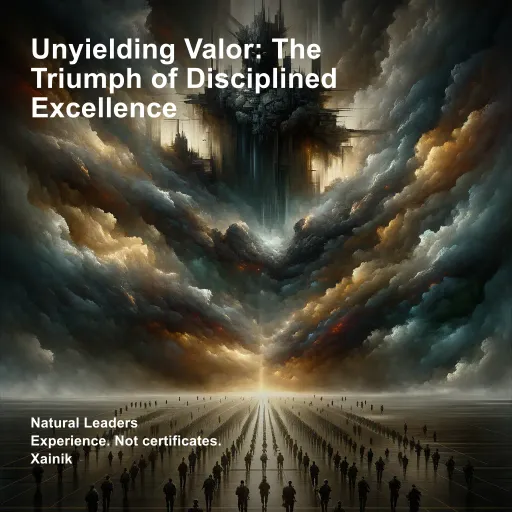 Unyielding Valor: The
Triumph of Disciplined
Excellence
Natural Leaders
Experience. Not certificates.
Xainik